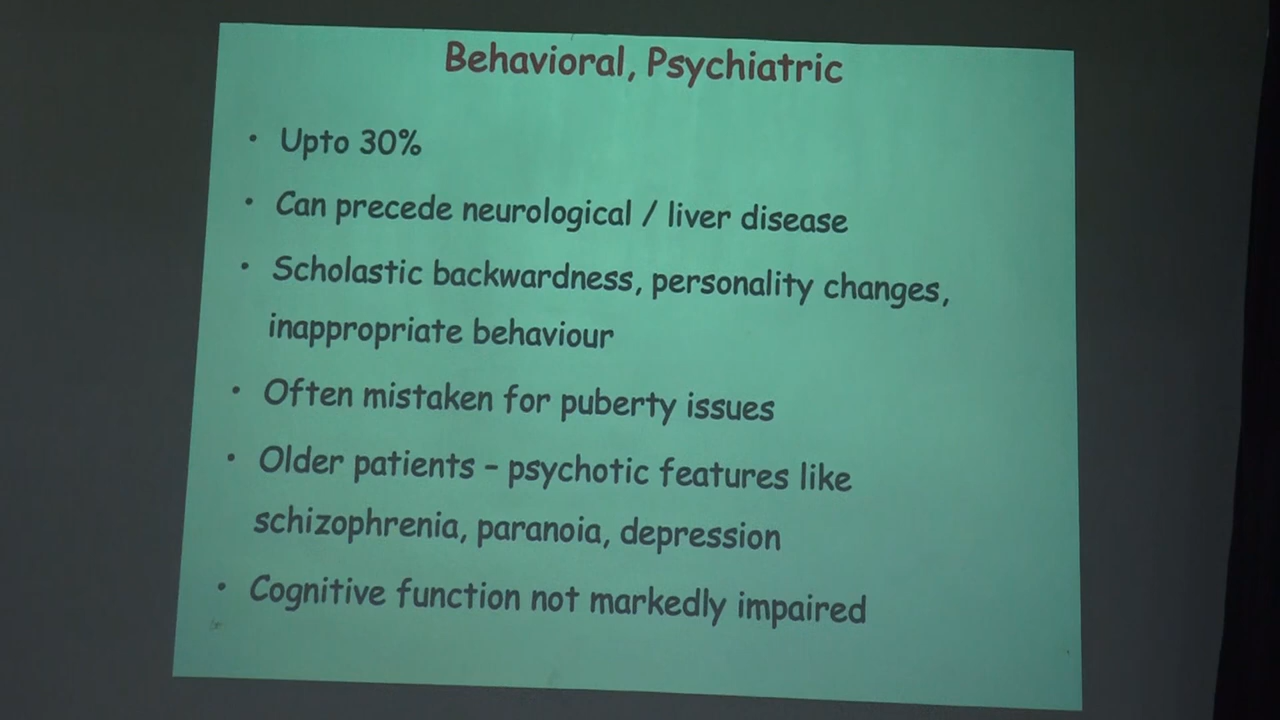 Behavioral, Psychiatric
• Upto 30%
• Can precede neurological / liver disease
• Scholastic backwardness, personality changes,
inappropriate behaviour
• Often mistaken for puberty issues
• Older patients - psychotic features like
schizophrenia, paranoia, depression
• Cognitive function not markedly impaired